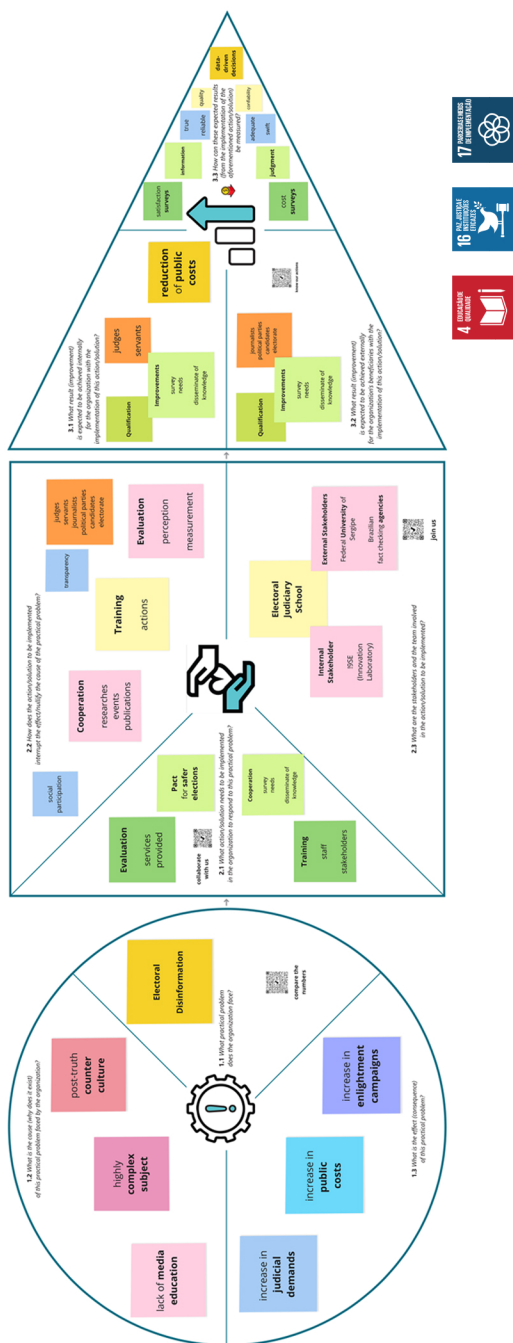 1.2 What is the cause (why does it exist)
of this practical problem faced by the organization?
lack of media
education
highly
complex
subject
post-truth
counter
culture
Electoral
Disinformation
1.1 What practical problem
does the organization face?
compare the
numbers
increase in
judicial
demands
increase in
public
costs
increase in
enlightment
campaigns
1.3 What is the effect (consequence)
of this practical problem?
2.2 How does the action/solution to be implemented
interrupt the effect/nullify the cause of the practical problem?
social
participation
Cooperation
researches
events
publications
Training
actions
transparency
judges
servants
journalists
political parties
candidates
electorate
Evaluation
perception
measurement
Evaluation
services
provided
Pact
for safer
elections
collaborate
with us
2.1 What action/solution needs to be implemented
in the organization to respond to this practical problem?
Training
staff
stakeholders
Cooperation
survey
needs
disseminate of
knowledge
Internal
Stakeholder
I9SE
(Innovation
Laboratory)
Electoral
Judiciary
School
External Stakeholders
Federal University of
Sergipe
Brazilian
fact checking agencies
join us
2.3 What are the stakeholders and the team involved
in the action/solution to be implemented?
3.1 What result (improvement)
is expected to be achieved internally
for the organization with the
implementation of this action/solution?
Qualification
Improvements
survey
needs
disseminate of
knowledge
judges
servants
reduction
of public
costs
Qualification
Improvements
survey
needs
disseminate of
knowledge
journalists
political parties
candidates
electorate
know our actions
3.2 What result (improvement)
is expected to be achieved externally
for the organization's beneficiaries with the
implementation of this action/solution?
satisfaction
surveys
information
true
reliable
quality
data-
driven
decisions
3.3 How can these expected results
(from the implementation of the
aforementioned action/solution)
be measured?
cost
surveys
judgment
adequate
swift
confiability
4 EDUCAÇÃO DE
QUALIDADE
16 PAZ, JUSTIÇA E
INSTITUIÇÕES
EFICAZES
17 PARCERIAS E MEIOS
DE IMPLEMENTAÇÃO